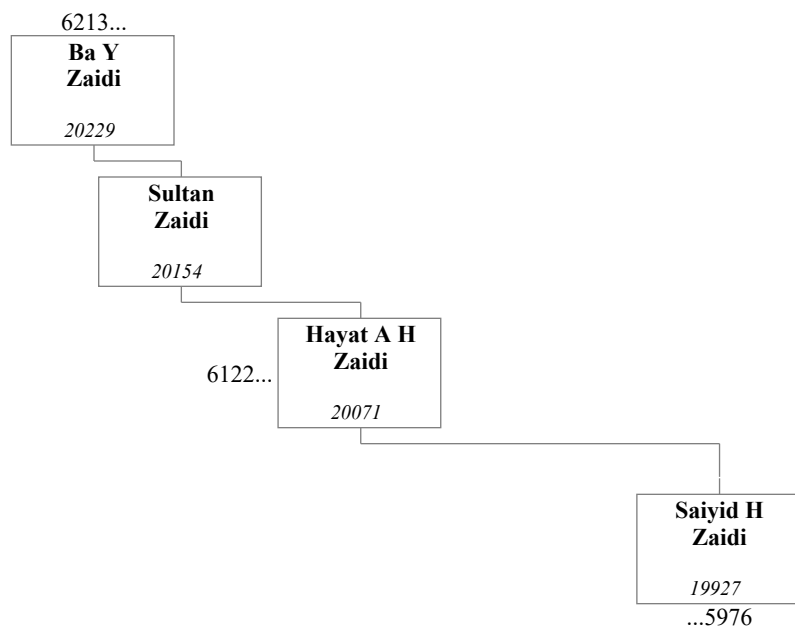 6213...
Ba Y
Zaidi
20229
Sultan
Zaidi
20154
Hayat A H
Zaidi
6122...
20071
Saiyid H
Zaidi
19927
...5976